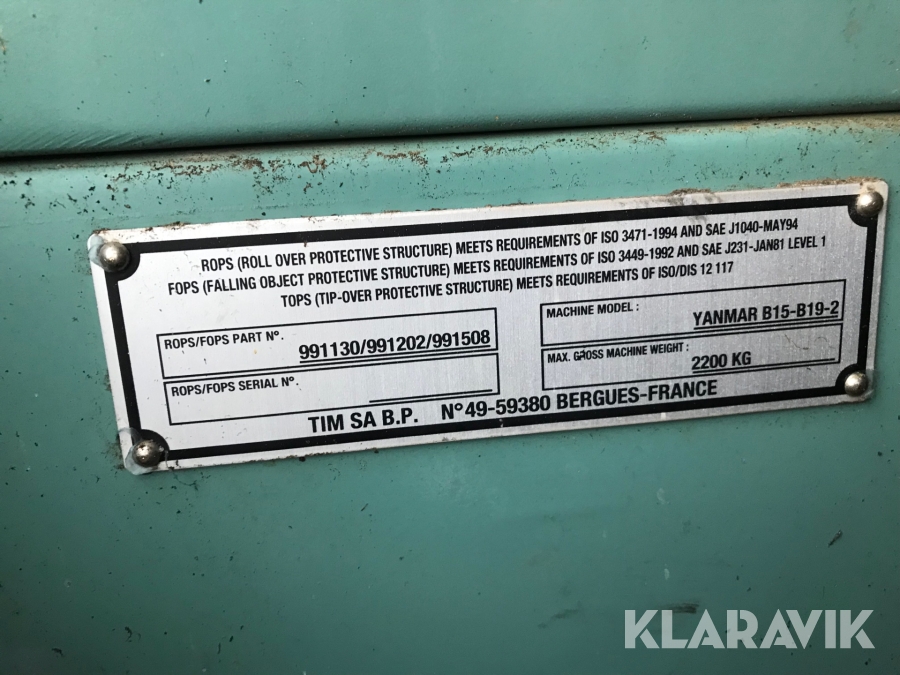 ROPS (ROLL OVER PROTECTIVE STRUCTURE) MEETS REQUIREMENTS OF ISO 3471-1994 AND SAE J1040-MAY94
FOPS (FALLING OBJECT PROTECTIVE STRUCTURE) MEETS REQUIREMENTS OF ISO 3449-1992 AND SAE J231-JAN81 LEVEL 1
TOPS (TIP-OVER PROTECTIVE STRUCTURE) MEETS REQUIREMENTS OF ISO/DIS 12 117
ROPS/FOPS PART N°. 991130/991202/991508
ROPS/FOPS SERIAL N°.
MACHINE MODEL : YANMAR B15-B19-2
MAX. GROSS MACHINE WEIGHT : 2200 KG
TIM SA B.P. N° 49-59380 BERGUES-FRANCE
KLARAVIK